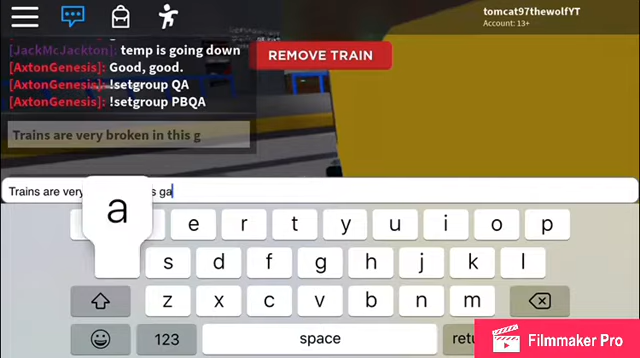 tomcat97thewolfYT
Account: 13+
[JackMcJackton]: temp is going down
[AxtonGenesis]: Good, good.
[AxtonGenesis]: !setgroup QA
[AxtonGenesis]: !setgroup PBQA
REMOVE TRAIN
Trains are very broken in this g
Trains are very s ga
a
e r t y u i o p
s d f g h j k l
z x c v b n m
123 space retu
Filmmaker Pro